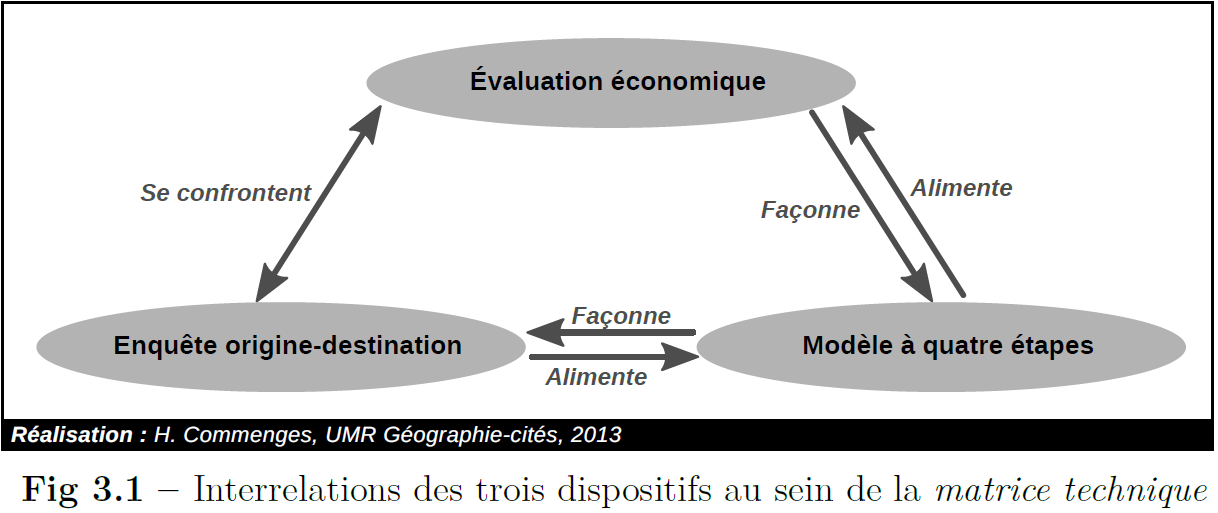 Évaluation économique
Se confrontent
Alimente
Façonne
Façonne
Enquête origine-destination
Modèle à quatre étapes
Alimente
Réalisation : H. Commenges, UMR Géographie-cités, 2013
Fig 3.1 – Interrelations des trois dispositifs au sein de la matrice technique